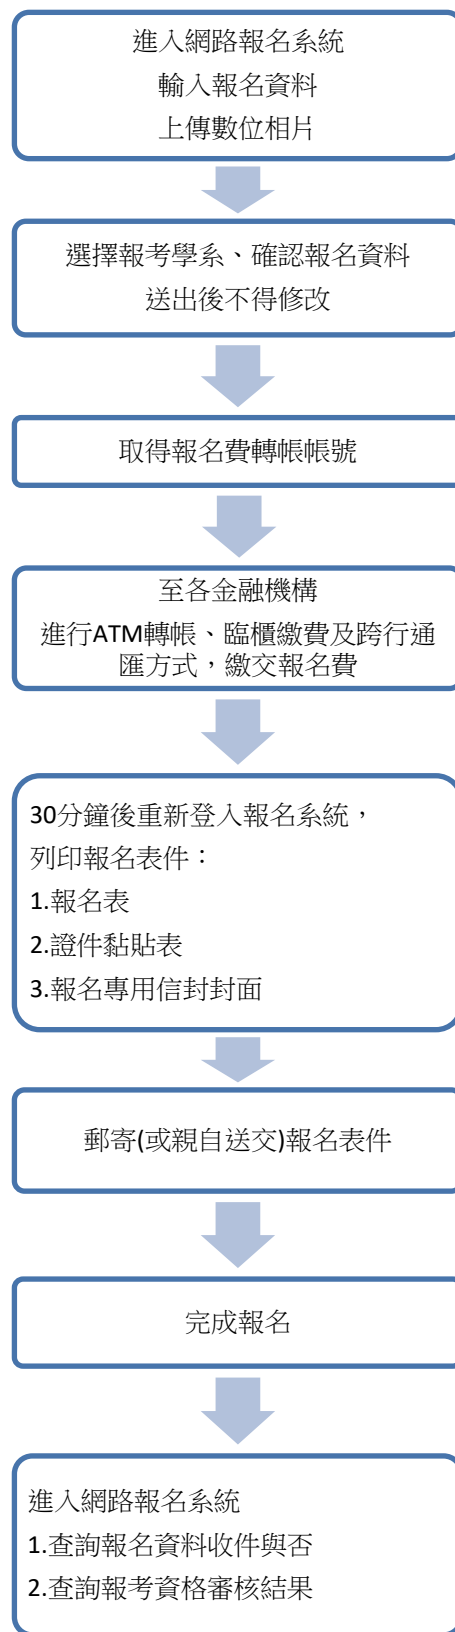 進入網路報名系統
輸入報名資料
上傳數位相片
選擇報考學系、確認報名資料
送出後不得修改
取得報名費轉帳帳號
至各金融機構
進行ATM轉帳、臨櫃繳費及跨行通
匯方式，繳交報名費
30分鐘後重新登入報名系統，
列印報名表件：
1.報名表
2.證件黏貼表
3.報名專用信封封面
郵寄(或親自送交)報名表件
完成報名
進入網路報名系統
1.查詢報名資料收件與否
2.查詢報考資格審核結果